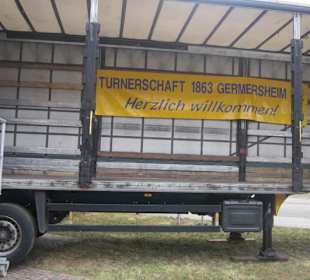 TURNERSCHAFT 1863 GERMERSHEIM
Herzlich willkommen!